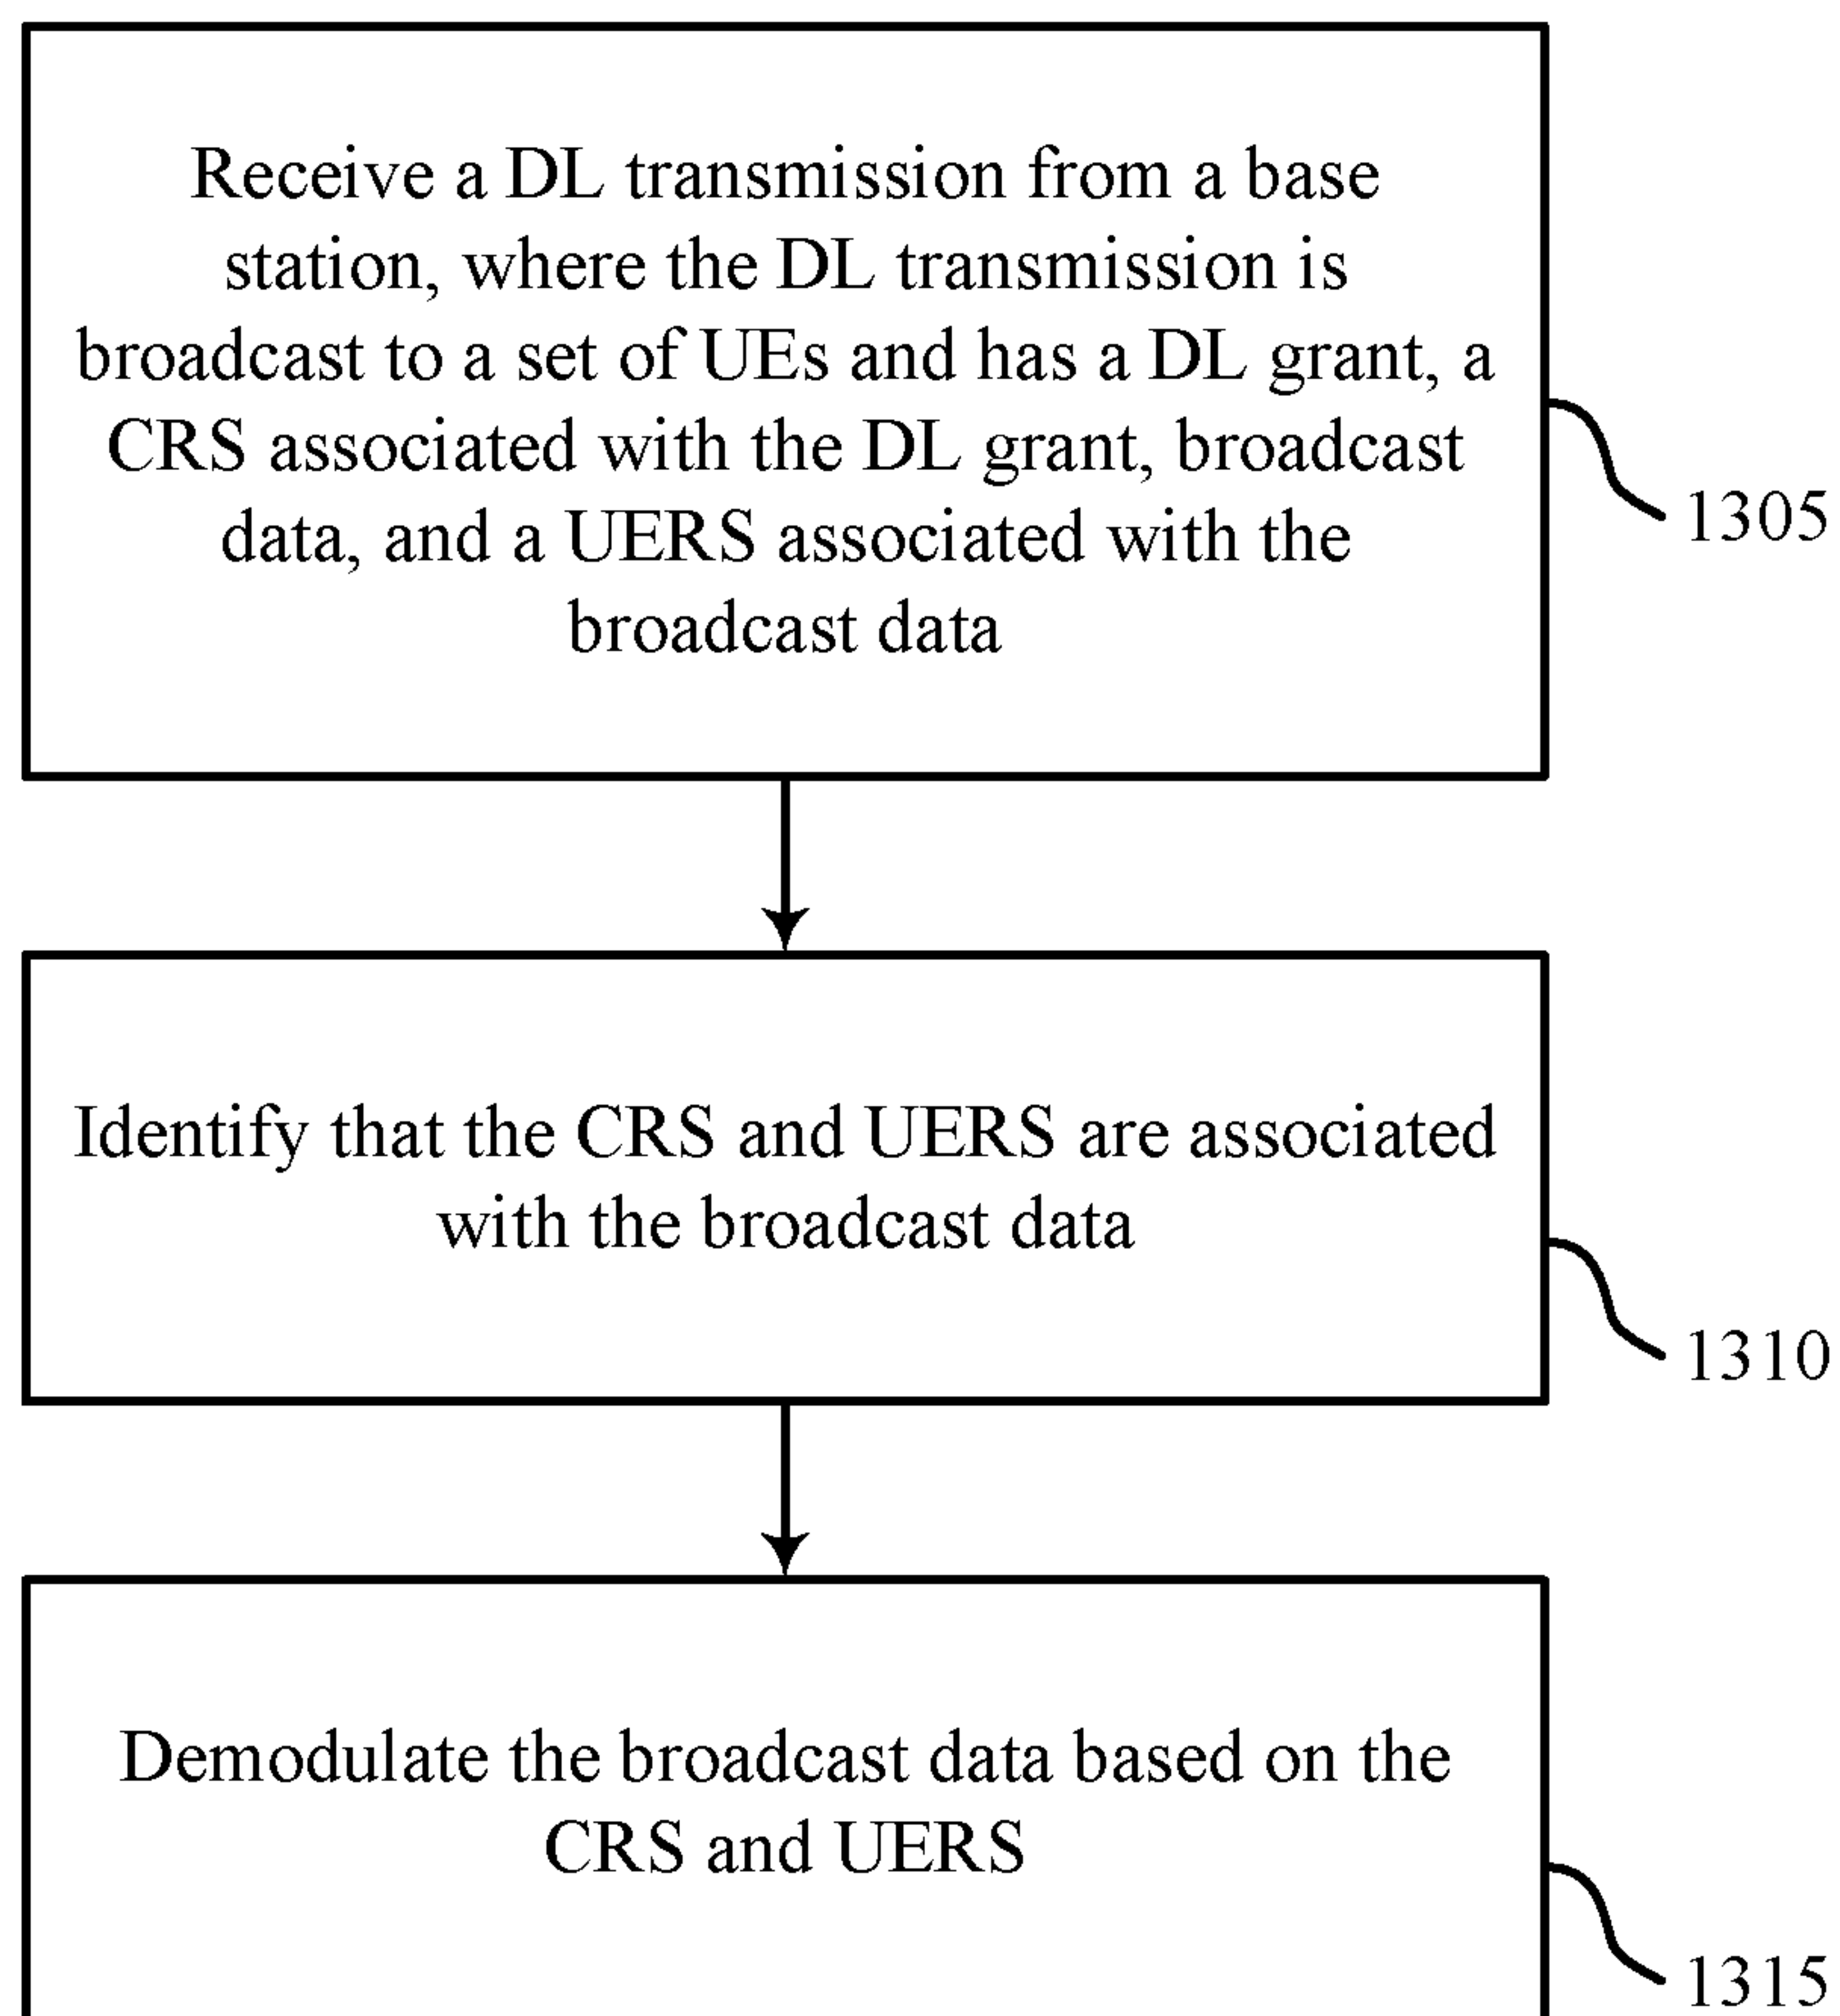 Receive a DL transmission from a base
station, where the DL transmission is
broadcast to a set of UEs and has a DL grant, a
CRS associated with the DL grant, broadcast
data, and a UERS associated with the
broadcast data
1305
Identify that the CRS and UERS are associated
with the broadcast data
1310
Demodulate the broadcast data based on the
CRS and UERS
1315